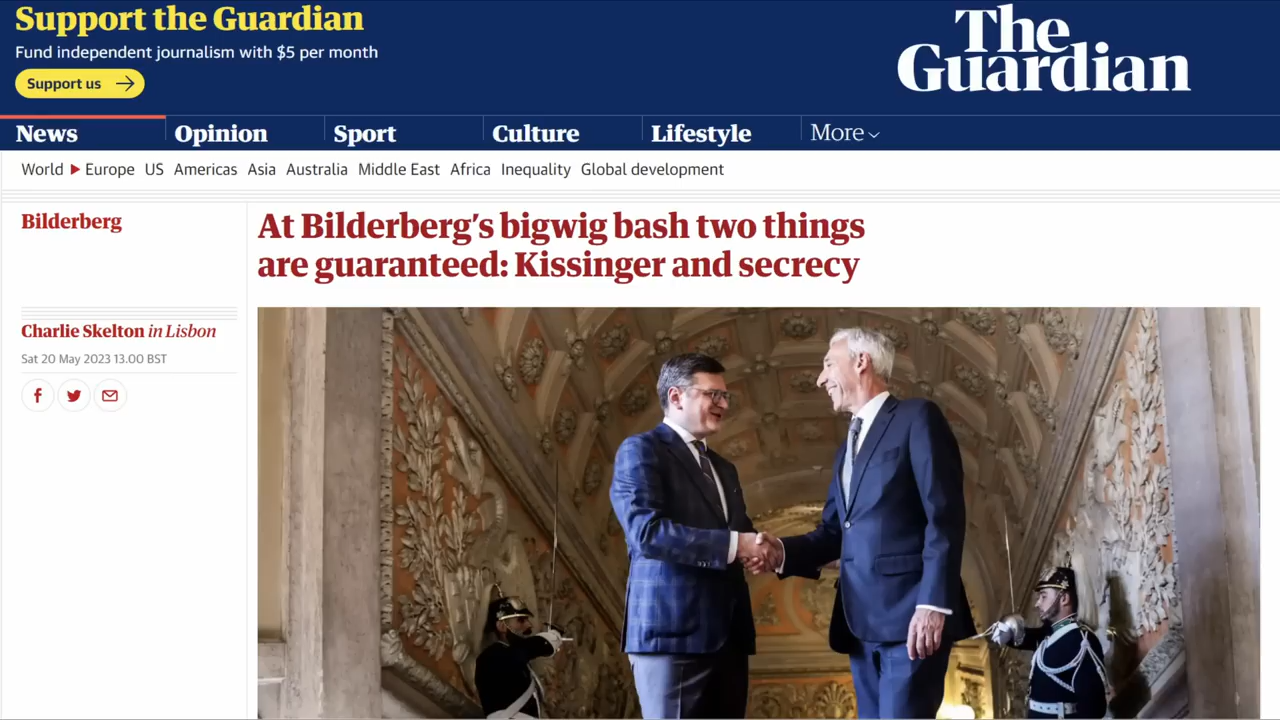 Support the Guardian
Fund independent journalism with $5 per month
Support us
The
Guardian
News
Opinion
Sport
Culture
Lifestyle
More
World
Europe
US
Americas
Asia
Australia
Middle East
Africa
Inequality
Global development
Bilderberg
At Bilderberg’s bigwig bash two things
are guaranteed: Kissinger and secrecy
Charlie Skelton in Lisbon
Sat 20 May 2023 13.00 BST